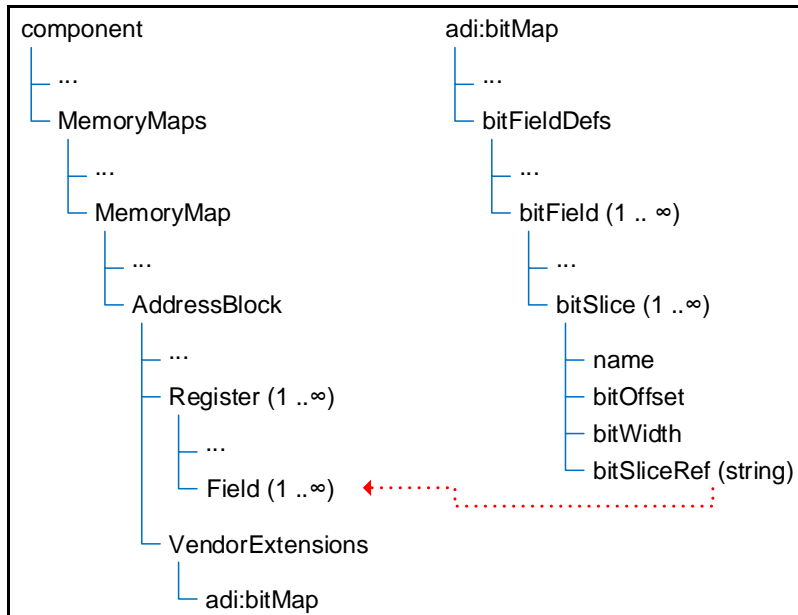 component
...
MemoryMaps
...
MemoryMap
...
AddressBlock
...
Register (1 ..∞)
...
Field (1 ..∞)
VendorExtensions
adi:bitMap
adi:bitMap
...
bitFieldDefs
...
bitField (1 .. ∞)
...
bitSlice (1 ..∞)
name
bitOffset
bitWidth
bitSliceRef (string)